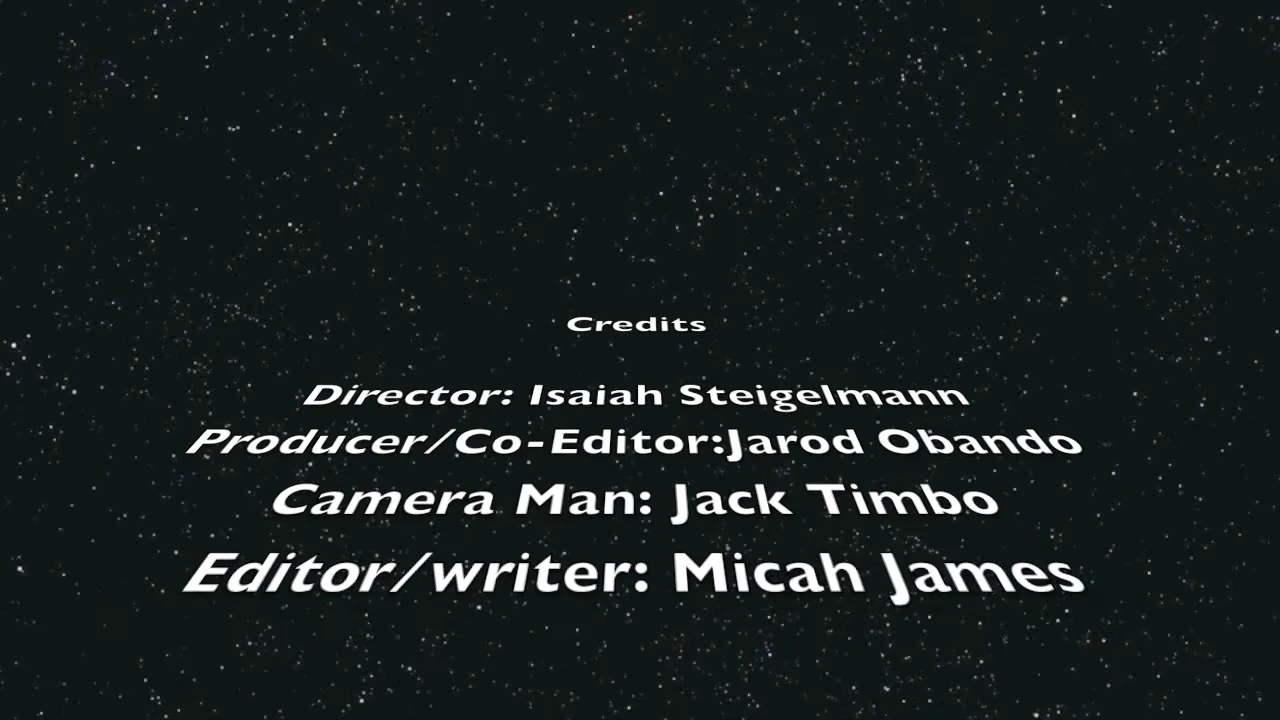 Credits
Director: Isaiah Steigelmann
Producer/Co-Editor:Jarod Obando
Camera Man: Jack Timbo
Editor/writer: Micah James